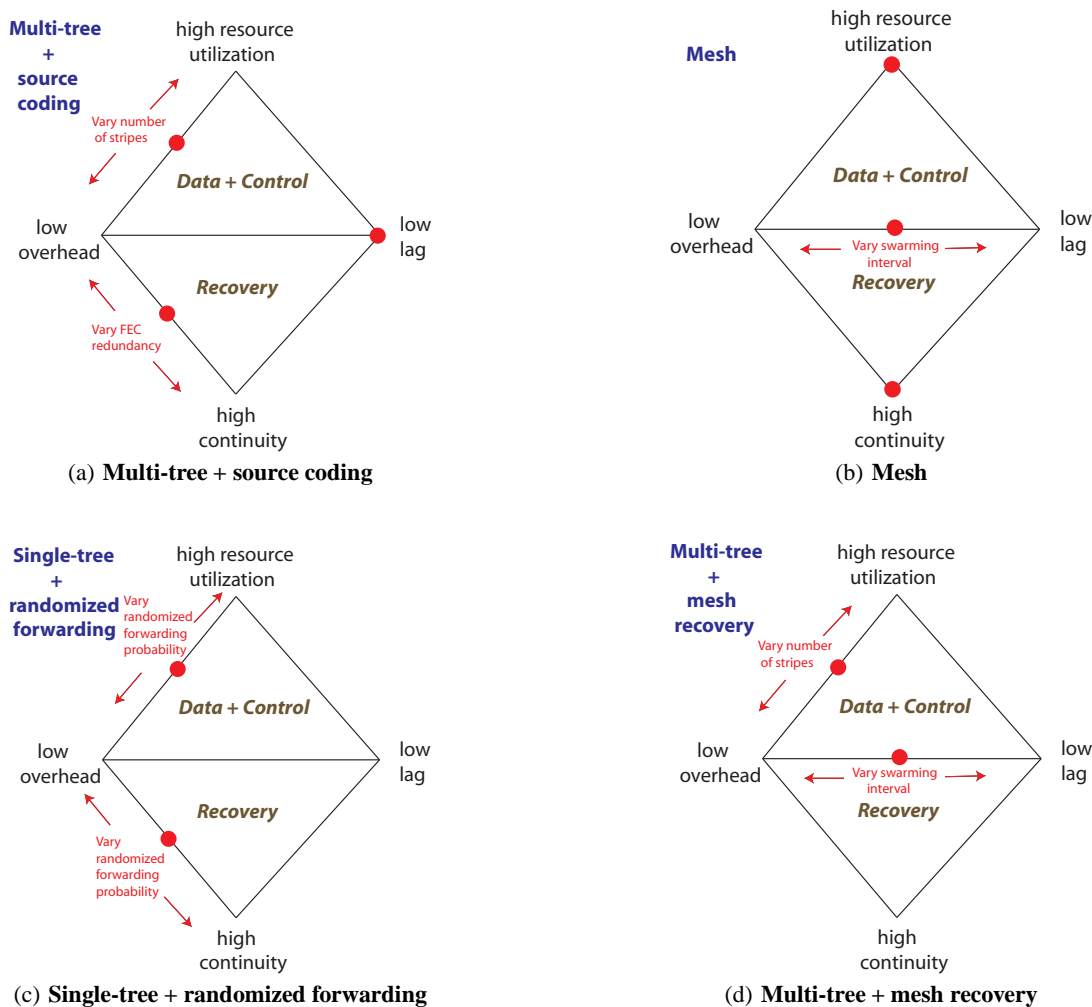 Multi-tree
+
source
coding
high resource
utilization
Vary number
of stripes
Data + Control
low
overhead
low
lag
Recovery
Vary FEC
redundancy
high
continuity
(a) Multi-tree + source coding
Mesh
high resource
utilization
Data + Control
low
overhead
low
lag
Vary swarming
interval
Recovery
high
continuity
(b) Mesh
Single-tree
+
randomized
forwarding
high resource
utilization
Vary
randomized
forwarding
probability
Data + Control
low
overhead
low
lag
Recovery
Vary
randomized
forwarding
probability
high
continuity
(c) Single-tree + randomized forwarding
Multi-tree
+
mesh
recovery
high resource
utilization
Vary number
of stripes
Data + Control
low
overhead
low
lag
Vary swarming
interval
Recovery
high
continuity
(d) Multi-tree + mesh recovery